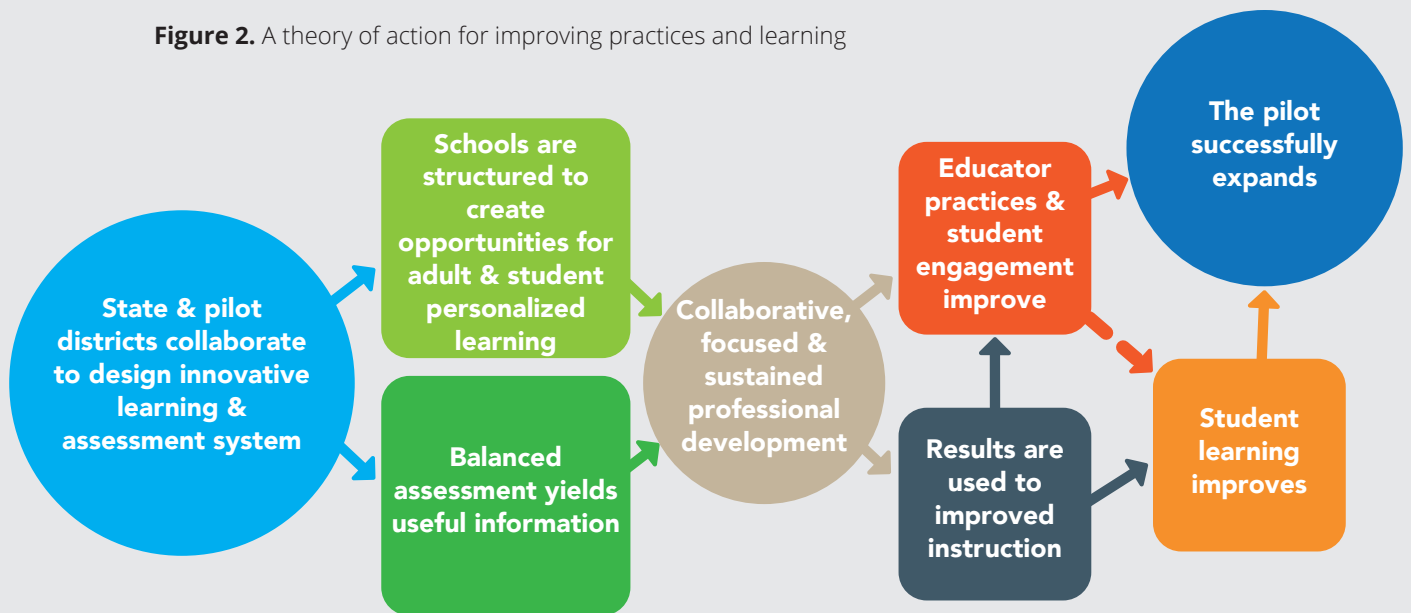 Figure 2. A theory of action for improving practices and learning
State & pilot
districts collaborate
to design innovative
learning &
assessment system
Schools are
structured to
create
opportunities for
adult & student
personalized
learning
Balanced
assessment yields
useful information
Collaborative,
focused &
sustained
professional
development
Educator
practices &
student
engagement
improve
Results are
used to
improved
instruction
Student
learning
improves
The pilot
successfully
expands